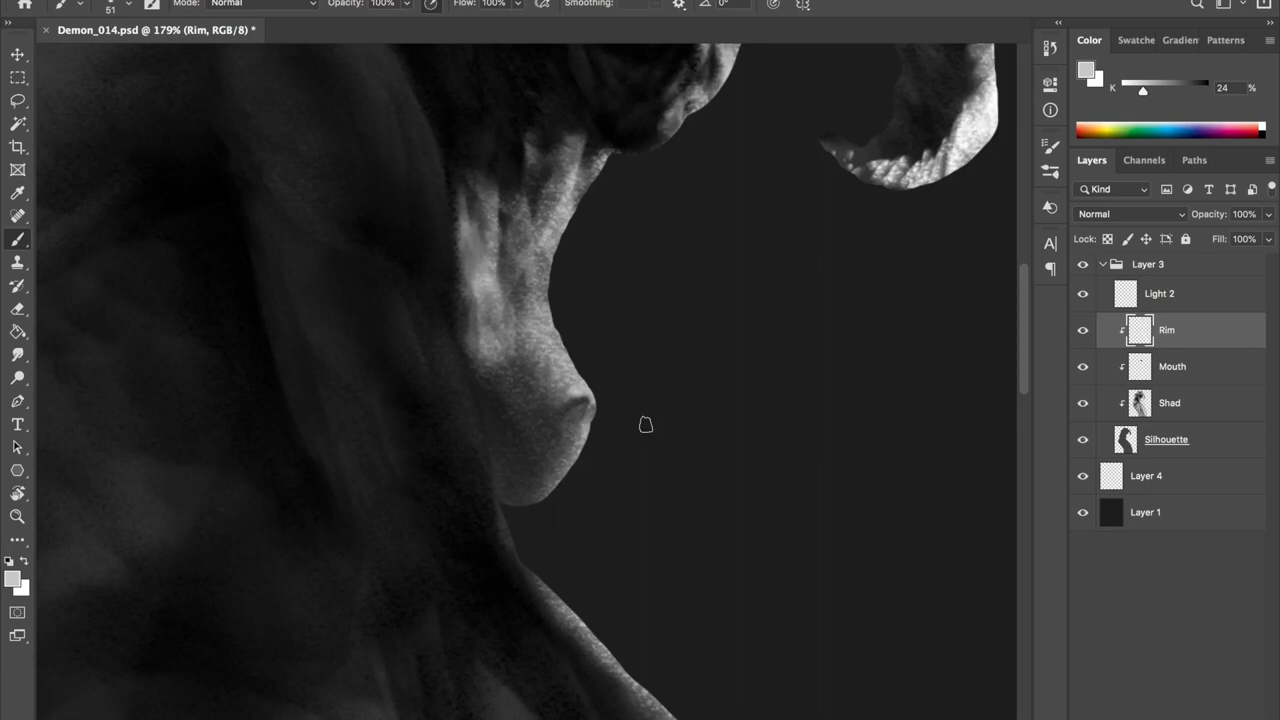 51
Mode: Normal
Opacity: 100%
Flow: 100%
Smoothing:
0°
× Demon_014.psd @ 179% (Rim, RGB/8) *
Color
Swatche
Gradien
Patterns
K
24
%
Layers
Channels
Paths
Kind
Normal
Opacity: 100%
Lock:
Fill: 100%
Layer 3
Light 2
Rim
Mouth
Shad
Silhouette
Layer 4
Layer 1